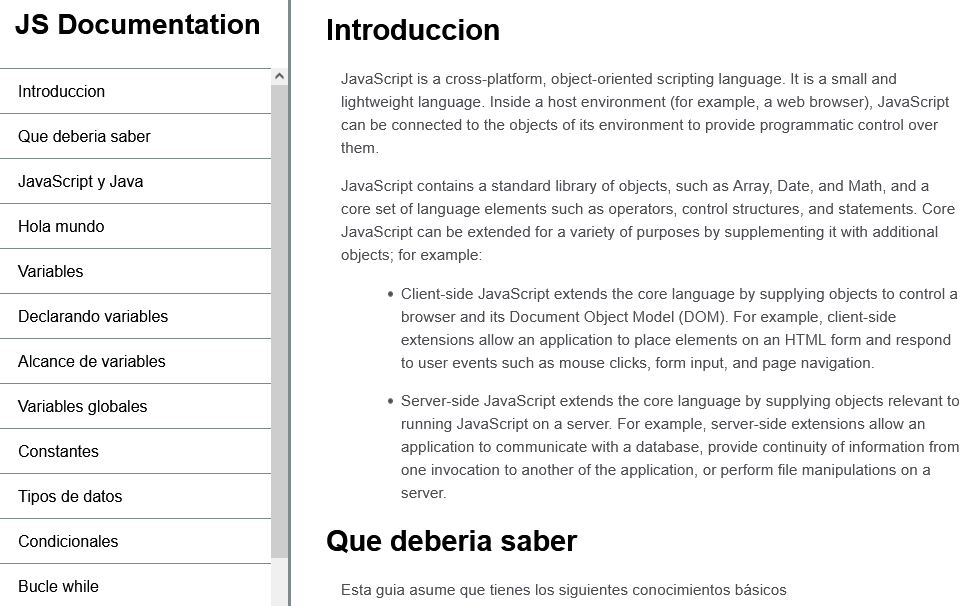 JS Documentation
Introduccion
Que deberia saber
JavaScript y Java
Hola mundo
Variables
Declarando variables
Alcance de variables
Variables globales
Constantes
Tipos de datos
Condicionales
Bucle while
Introduccion
JavaScript is a cross-platform, object-oriented scripting language. It is a small and
lightweight language. Inside a host environment (for example, a web browser), JavaScript
can be connected to the objects of its environment to provide programmatic control over
them.
JavaScript contains a standard library of objects, such as Array, Date, and Math, and a
core set of language elements such as operators, control structures, and statements. Core
JavaScript can be extended for a variety of purposes by supplementing it with additional
objects; for example:
• Client-side JavaScript extends the core language by supplying objects to control a
browser and its Document Object Model (DOM). For example, client-side
extensions allow an application to place elements on an HTML form and respond
to user events such as mouse clicks, form input, and page navigation.
• Server-side JavaScript extends the core language by supplying objects relevant to
running JavaScript on a server. For example, server-side extensions allow an
application to communicate with a database, provide continuity of information from
one invocation to another of the application, or perform file manipulations on a
server.
Que deberia saber
Esta guia asume que tienes los siguientes conocimientos básicos